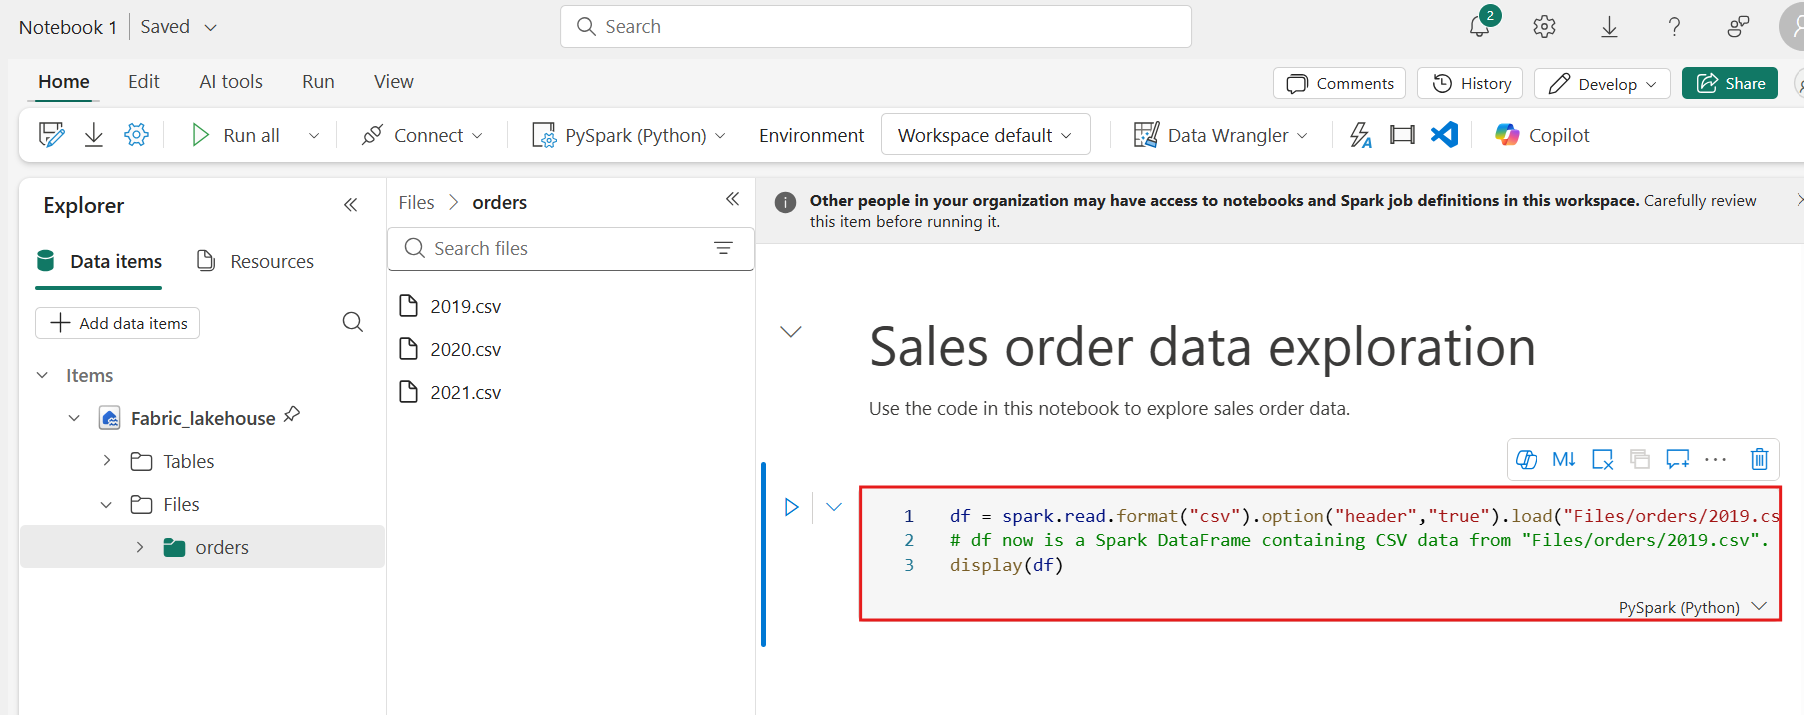 Notebook 1 Saved
Search
2
Home Edit AI tools Run View
Comments History Develop Share
Run all Connect PySpark (Python) Environment Workspace default Data Wrangler Copilot
Explorer
Data items Resources
Add data items
Items
Fabric_lakehouse
Tables
Files
orders
Files > orders
Search files
2019.csv
2020.csv
2021.csv
Other people in your organization may have access to notebooks and Spark job definitions in this workspace. Carefully review
this item before running it.
Sales order data exploration
Use the code in this notebook to explore sales order data.
M↓
1 df = spark.read.format("csv").option("header","true").load("Files/orders/2019.cs
2 # df now is a Spark DataFrame containing CSV data from "Files/orders/2019.csv".
3 display(df)
PySpark (Python)